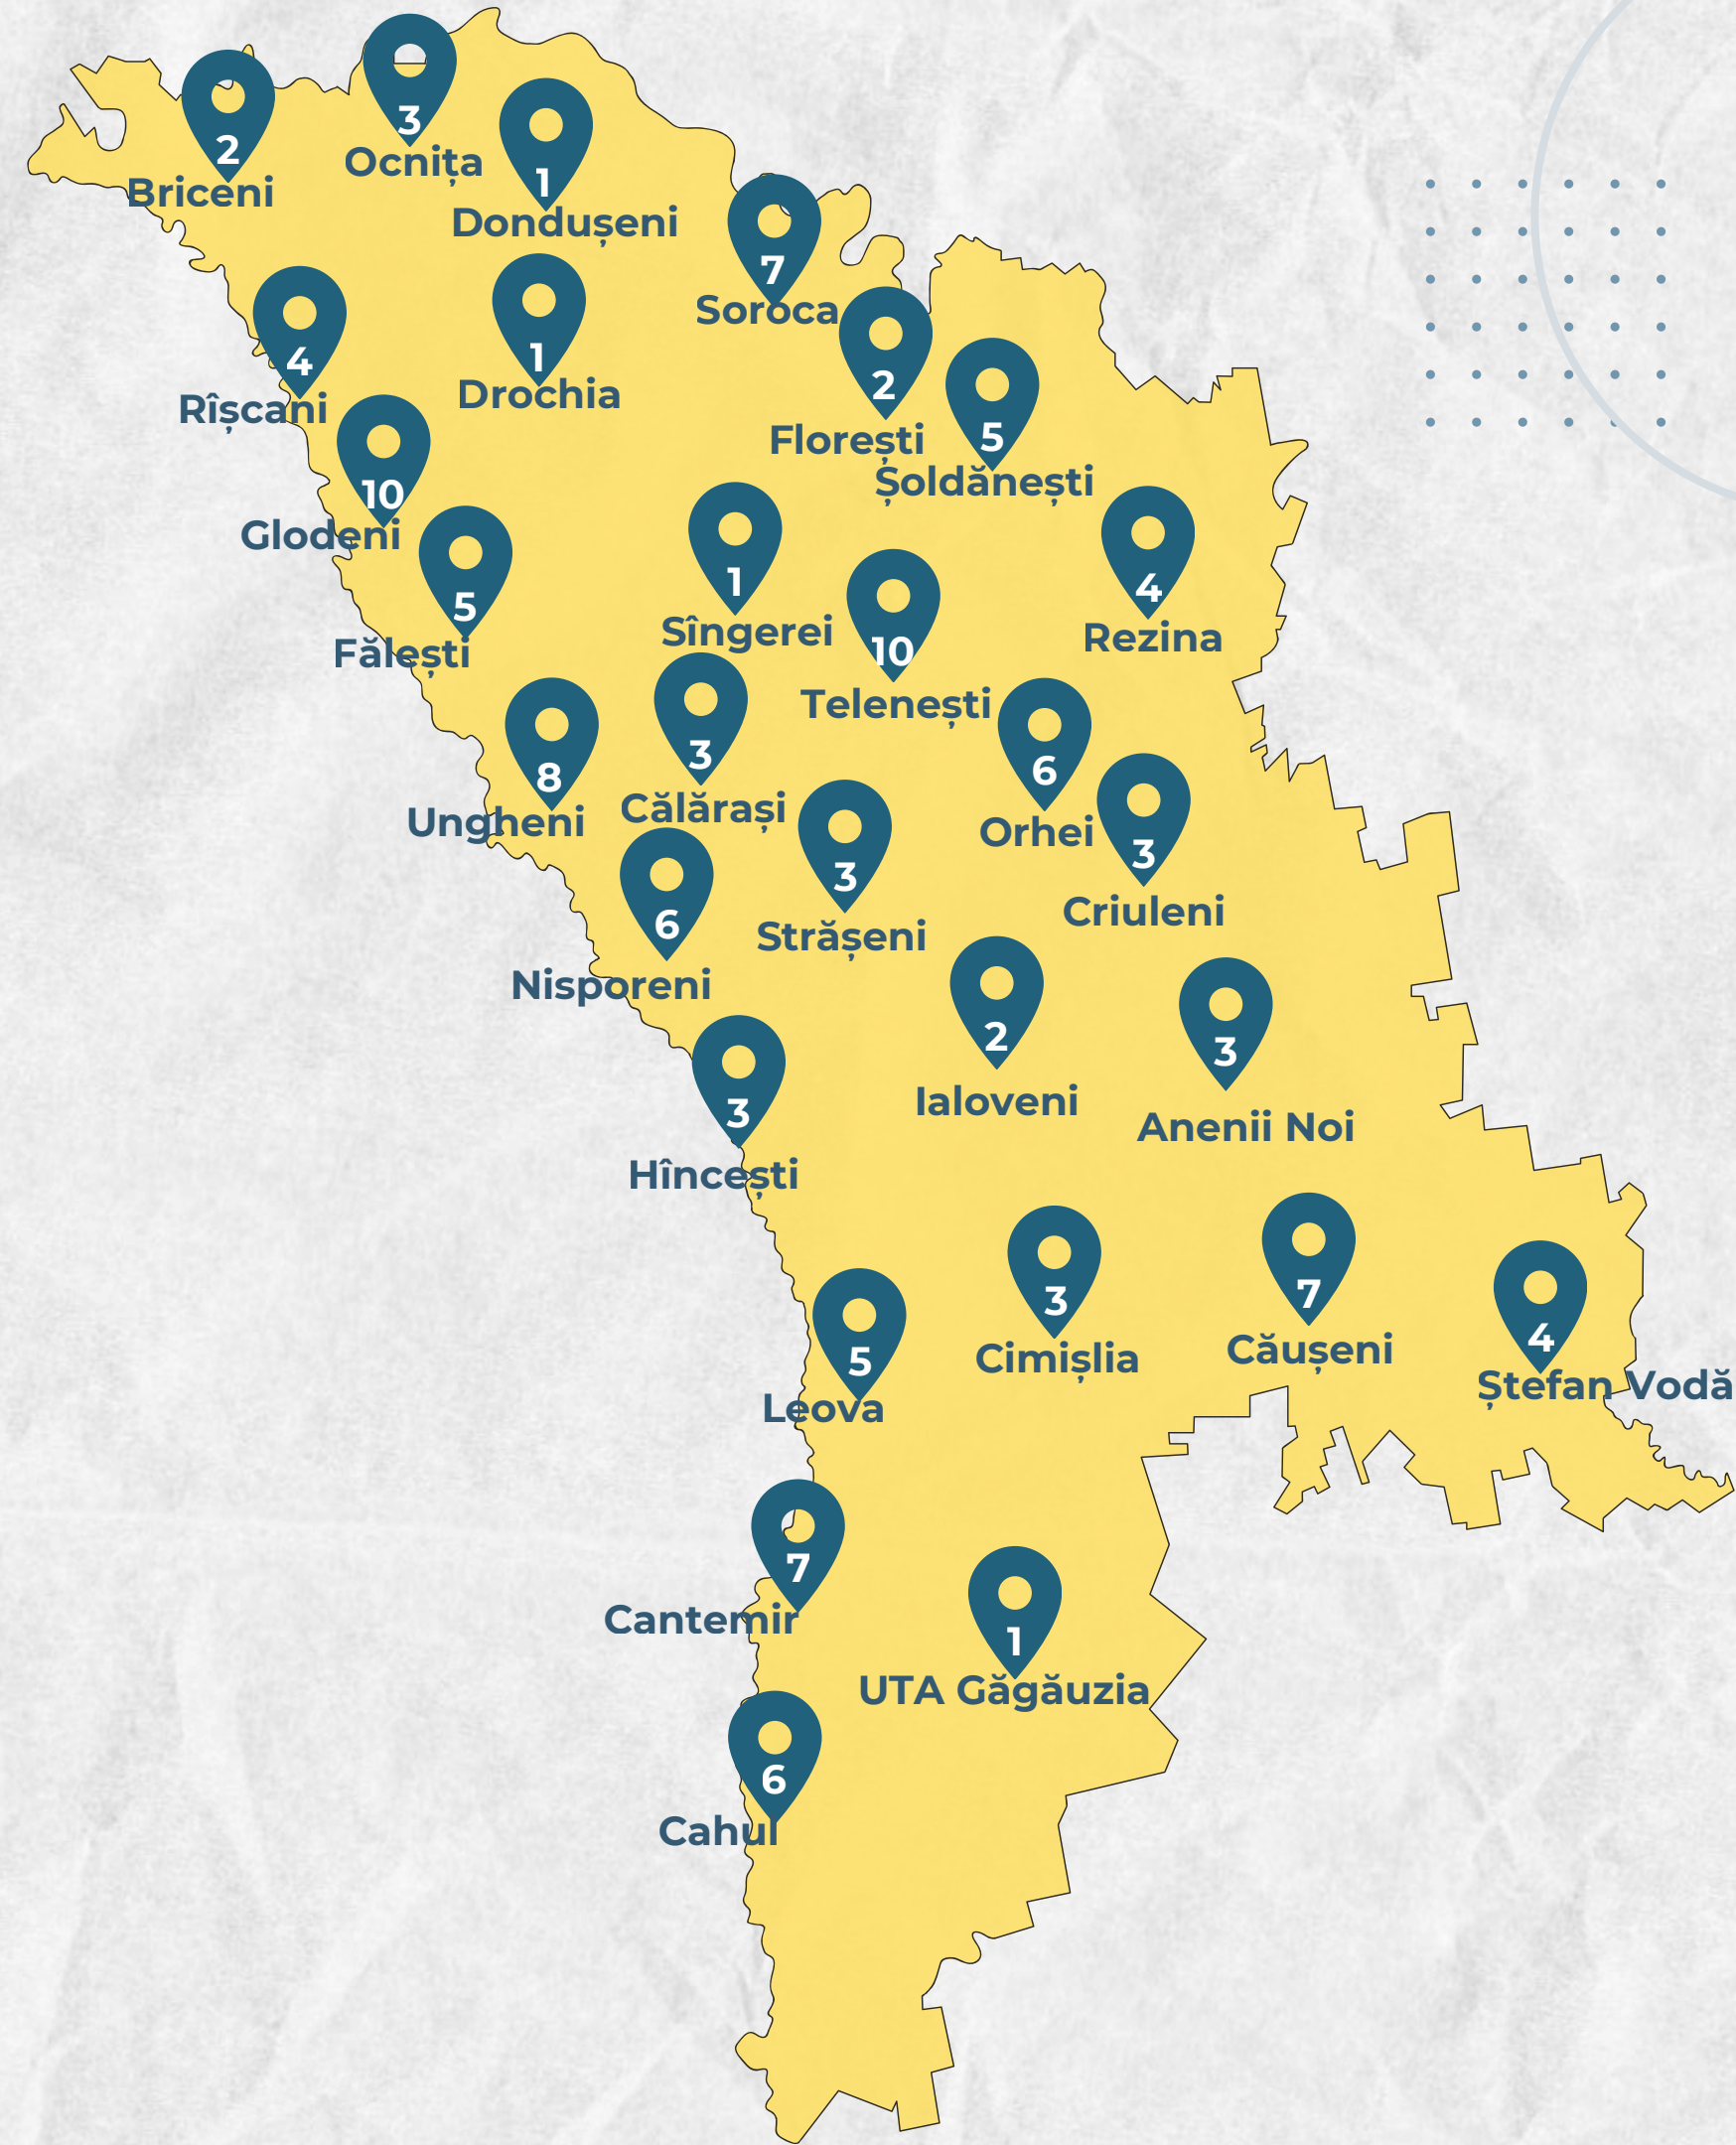 3
Ocnița
2
Briceni
1
Dondușeni
7
Soroca
4
Rîșcani
1
Drochia
2
Florești
5
Șoldănești
10
Glodeni
5
Fălești
1
Sîngerei
10
Telenești
4
Rezina
8
Ungheni
3
Călărași
6
Orhei
3
Criuleni
3
Strășeni
6
Nisporeni
2
Ialoveni
3
Anenii Noi
3
Hîncești
5
Leova
3
Cimișlia
7
Căușeni
4
Ștefan Vodă
7
Cantemir
1
UTA Găgăuzia
6
Cahul